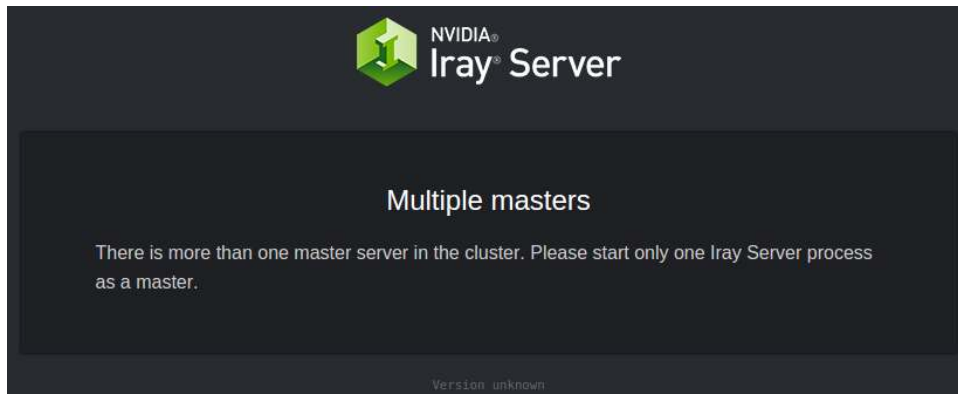 NVIDIA®
Iray® Server
Multiple masters
There is more than one master server in the cluster. Please start only one Iray Server process
as a master.
Version unknown